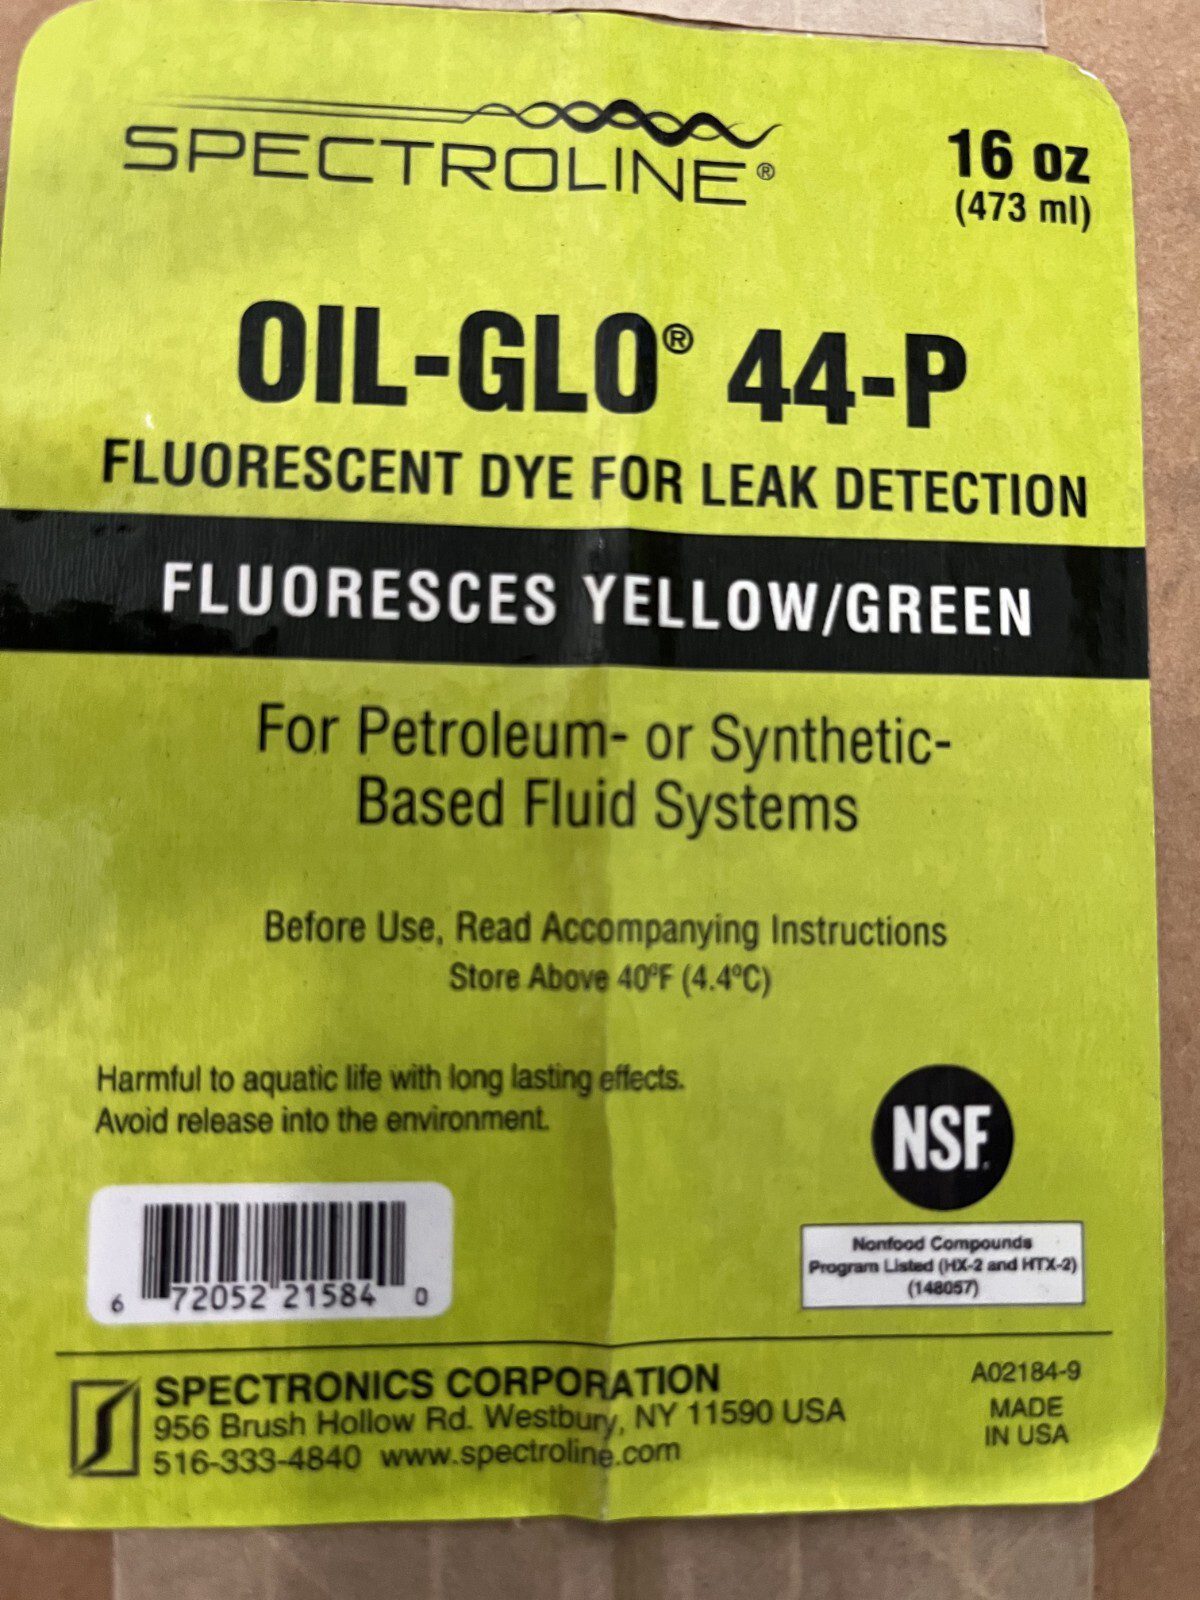 SPECTROLINE®
16 oz
(473 ml)
OIL-GLO® 44-P
FLUORESCENT DYE FOR LEAK DETECTION
FLUORESCES YELLOW/GREEN
For Petroleum- or Synthetic-
Based Fluid Systems
Before Use, Read Accompanying Instructions
Store Above 40ºF (4.4ºC)
Harmful to aquatic life with long lasting effects.
Avoid release into the environment.
NSF.
Nonfood Compounds
Program Listed (HX-2 and HTX-2)
(148057)
6 72052 21584 0
SPECTRONICS CORPORATION
956 Brush Hollow Rd. Westbury, NY 11590 USA
516-333-4840 www.spectroline.com
A02184-9
MADE
IN USA